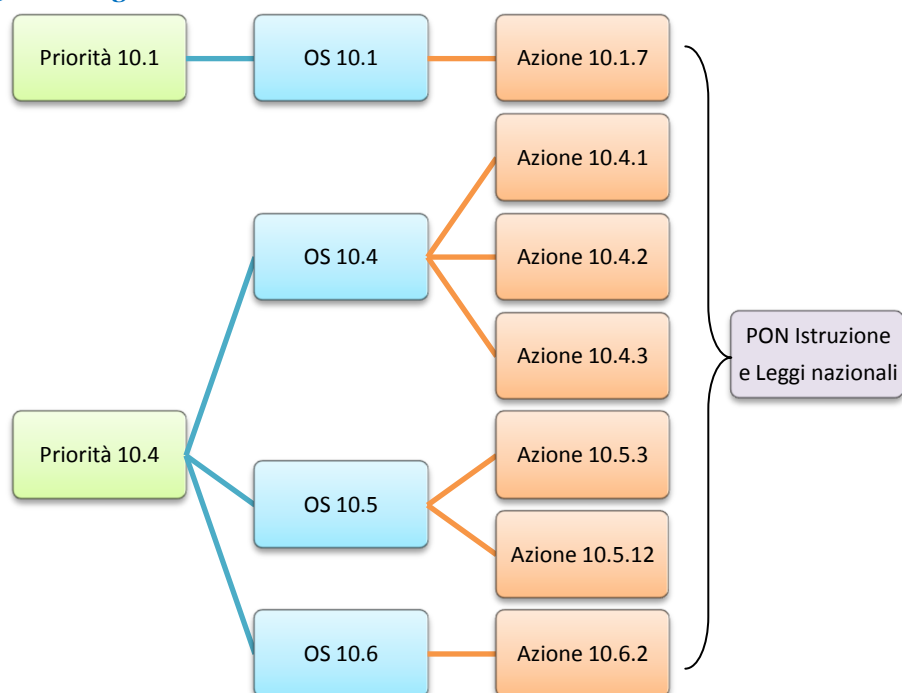 Priorità 10.1
OS 10.1
Azione 10.1.7
Azione 10.4.1
OS 10.4
Azione 10.4.2
Azione 10.4.3
PON Istruzione
e Leggi nazionali
Priorità 10.4
Azione 10.5.3
OS 10.5
Azione 10.5.12
OS 10.6
Azione 10.6.2